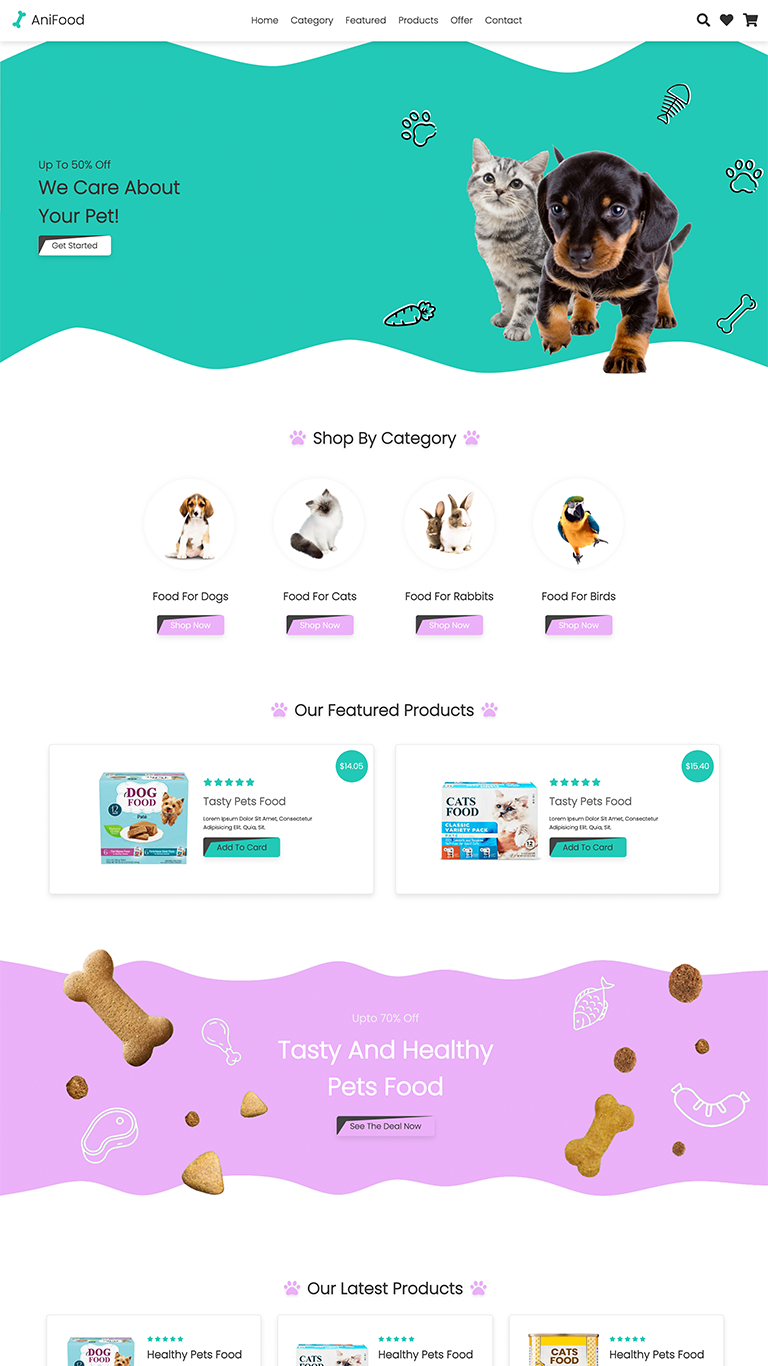 AniFood
Home Category Featured Products Offer Contact
Up To 50% Off
We Care About
Your Pet!
Get Started
Shop By Category
Food For Dogs
Food For Cats
Food For Rabbits
Food For Birds
Shop Now
Shop Now
Shop Now
Shop Now
Our Featured Products
$14.05
DOG
FOOD
12
Pate
Tasty Pets Food
Lorem Ipsum Dolor Sit Amet, Consectetur
Adipisicing Elit. Quia, Sit.
Add To Card
$15.40
CATS
FOOD
CLASSIC
VARIETY PACK
12
Tasty Pets Food
Lorem Ipsum Dolor Sit Amet, Consectetur
Adipisicing Elit. Quia, Sit.
Add To Card
Upto 70% Off
Tasty And Healthy
Pets Food
See The Deal Now
Our Latest Products
DOG
FOOD
Healthy Pets Food
CATS
FOOD
Healthy Pets Food
CATS
FOOD
Healthy Pets Food